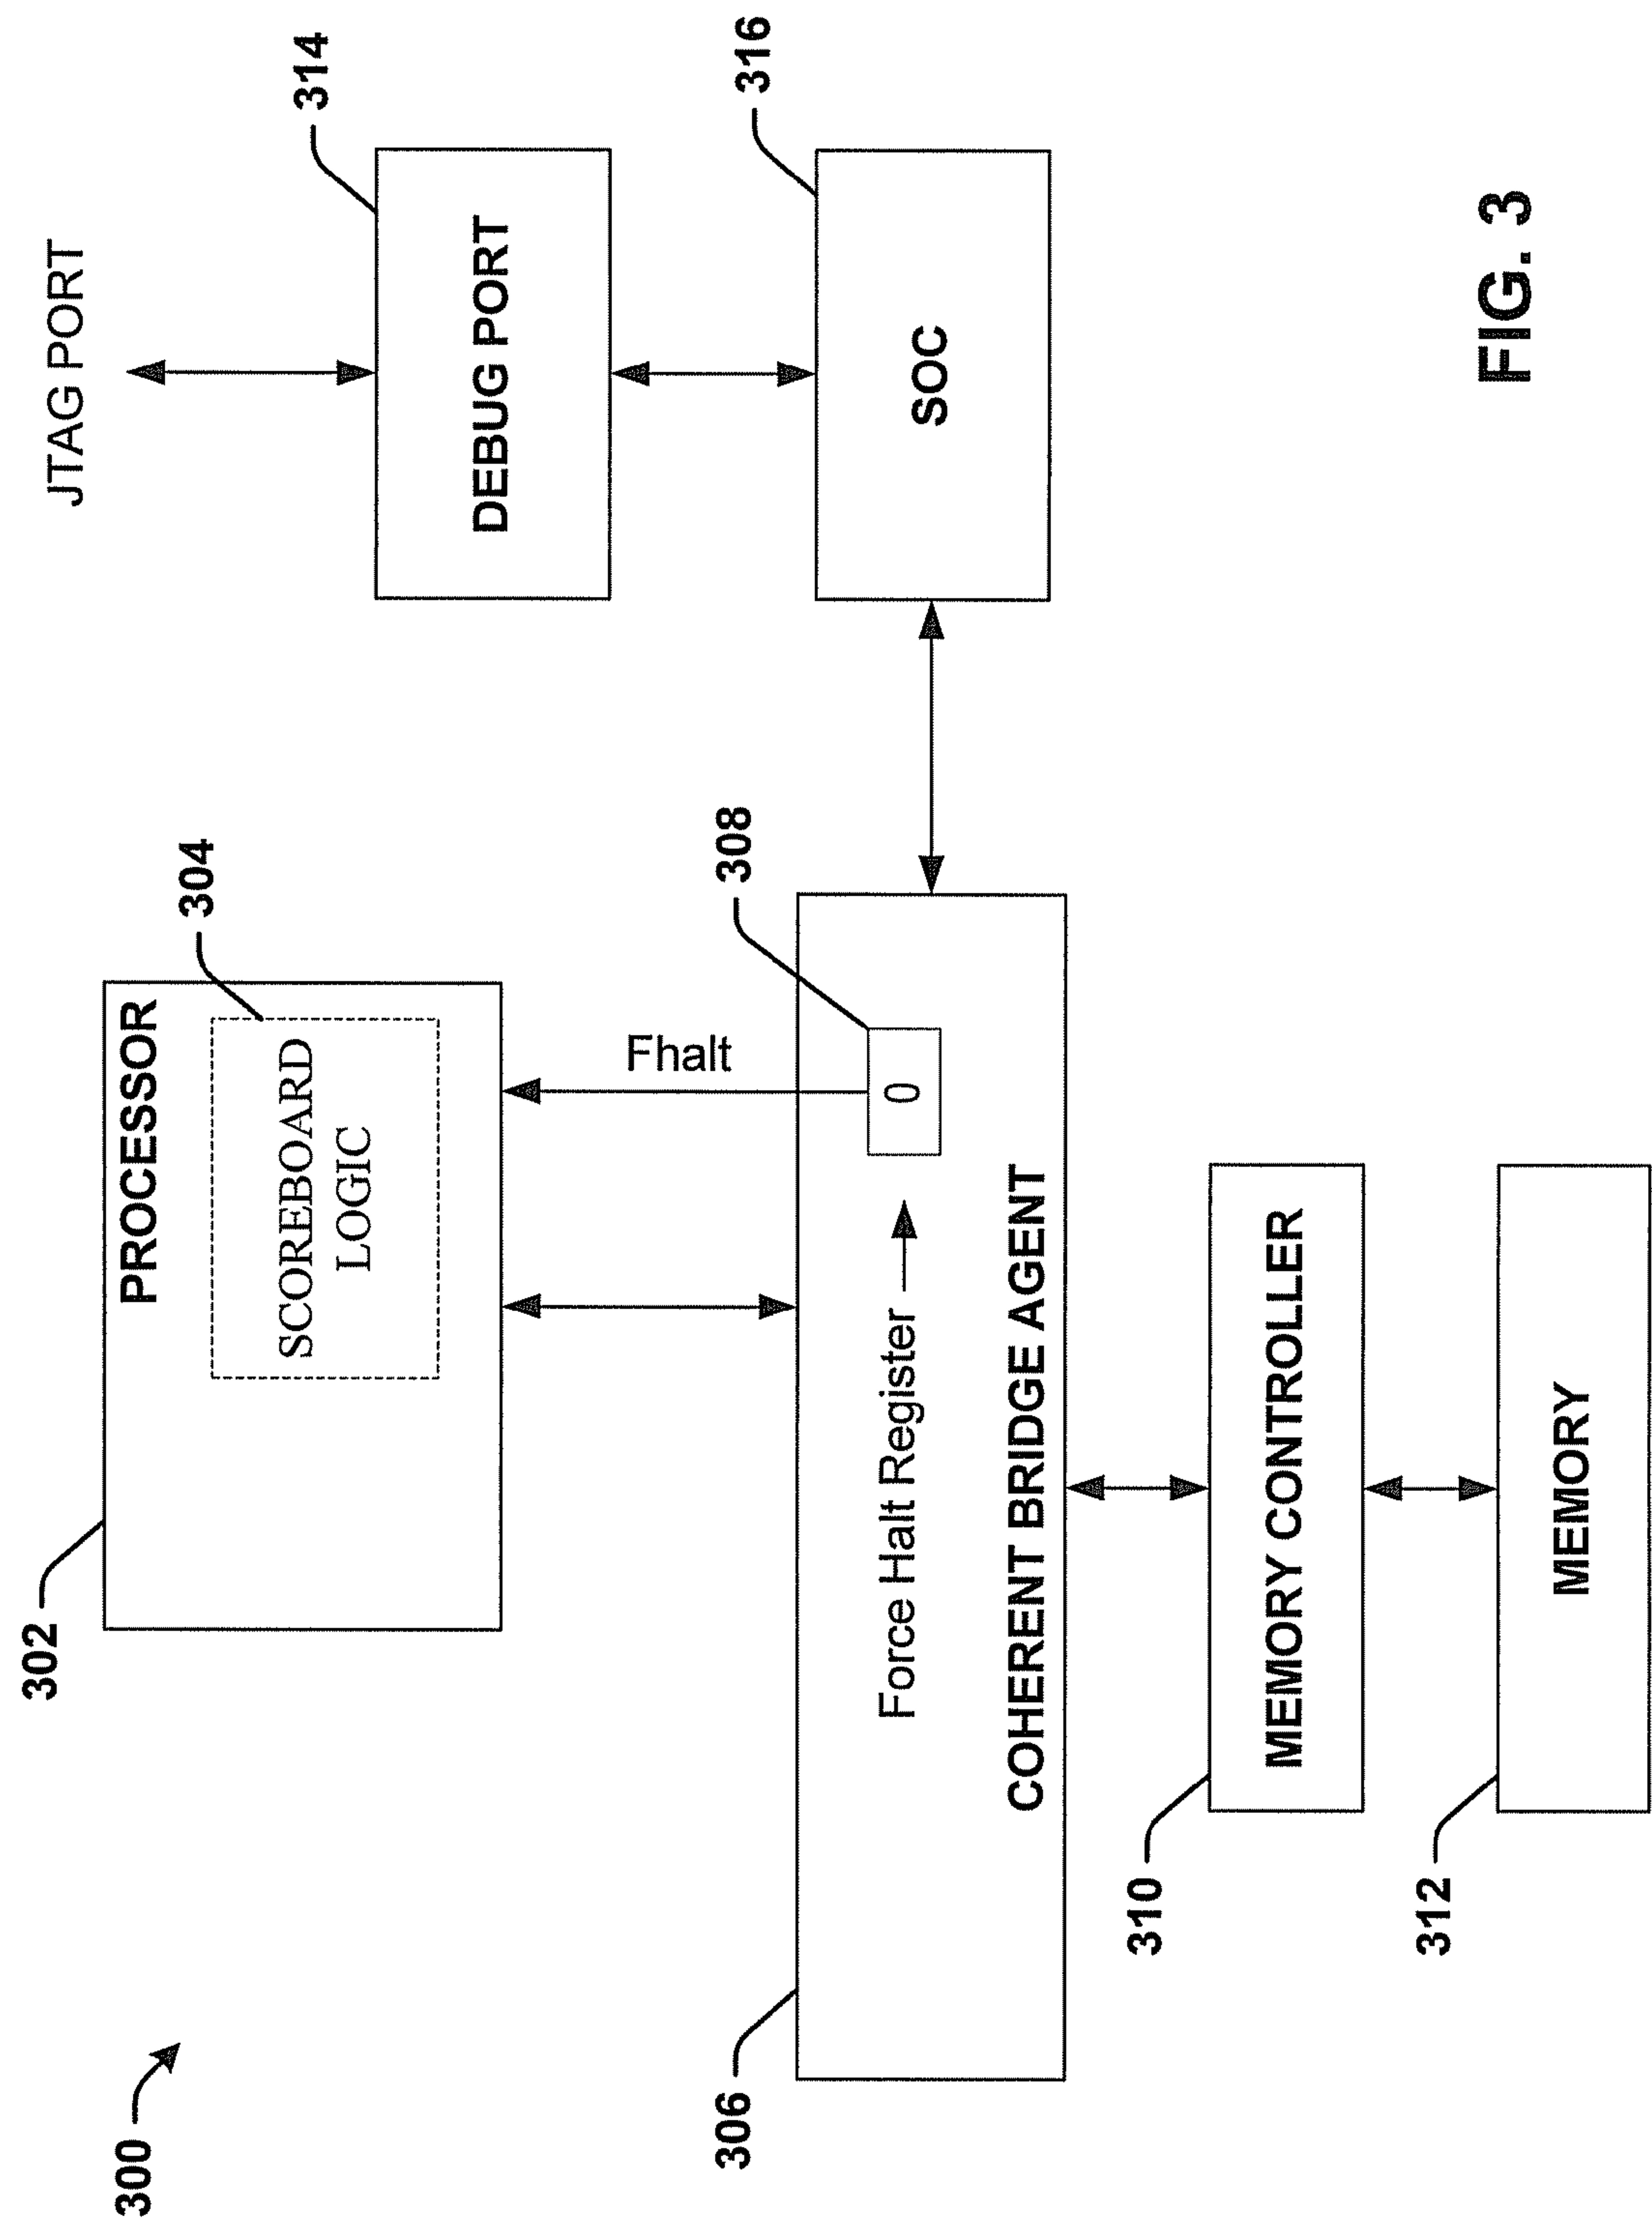 300
302
PROCESSOR
304
SCOREBOARD
LOGIC
JTAG PORT
314
DEBUG PORT
Fhalt
306
308
Force Halt Register
0
COHERENT BRIDGE AGENT
316
SOC
310
MEMORY CONTROLLER
312
MEMORY
FIG. 3